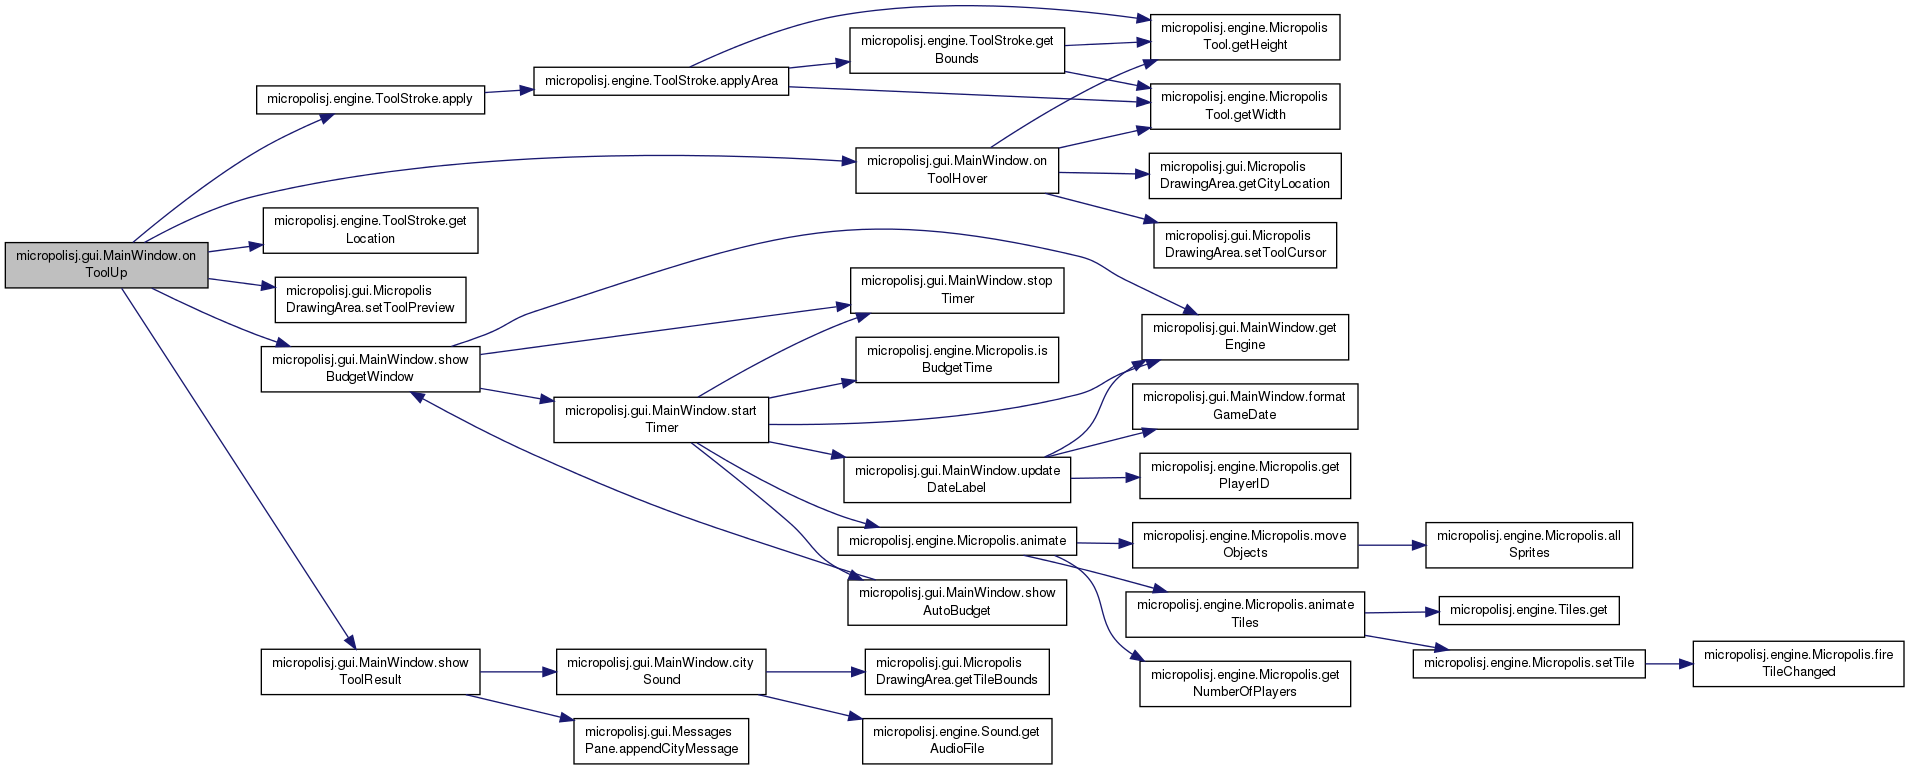 micropolisj.gui.MainWindow.on
ToolUp
micropolisj.engine.ToolStroke.apply
micropolisj.engine.ToolStroke.get
Location
micropolisj.gui.Micropolis
DrawingArea.setToolPreview
micropolisj.gui.MainWindow.show
BudgetWindow
micropolisj.gui.MainWindow.show
ToolResult
micropolisj.engine.ToolStroke.applyArea
micropolisj.gui.MainWindow.start
Timer
micropolisj.gui.MainWindow.city
Sound
micropolisj.gui.Messages
Pane.appendCityMessage
micropolisj.engine.ToolStroke.get
Bounds
micropolisj.gui.MainWindow.on
ToolHover
micropolisj.gui.MainWindow.stop
Timer
micropolisj.engine.Micropolis.is
BudgetTime
micropolisj.gui.MainWindow.update
DateLabel
micropolisj.engine.Micropolis.animate
micropolisj.gui.MainWindow.show
AutoBudget
micropolisj.gui.Micropolis
DrawingArea.getTileBounds
micropolisj.engine.Sound.get
AudioFile
micropolisj.engine.Micropolis
Tool.getHeight
micropolisj.engine.Micropolis
Tool.getWidth
micropolisj.gui.Micropolis
DrawingArea.getCityLocation
micropolisj.gui.Micropolis
DrawingArea.setToolCursor
micropolisj.gui.MainWindow.get
Engine
micropolisj.gui.MainWindow.format
GameDate
micropolisj.engine.Micropolis.get
PlayerID
micropolisj.engine.Micropolis.move
Objects
micropolisj.engine.Micropolis.animate
Tiles
micropolisj.engine.Micropolis.get
NumberOfPlayers
micropolisj.engine.Micropolis.all
Sprites
micropolisj.engine.Tiles.get
micropolisj.engine.Micropolis.setTile
micropolisj.engine.Micropolis.fire
TileChanged